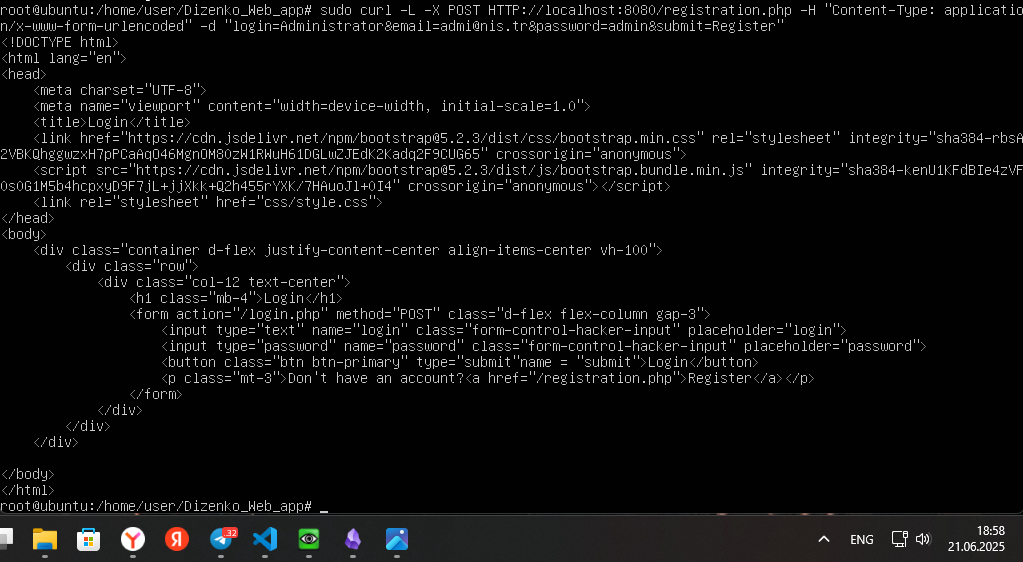 root@ubuntu:/home/user/Dizenko_Web_app# sudo curl -L -X POST HTTP://localhost:8080/registration.php -H "Content-Type: applicatio
n/x-www-form-urlencoded" -d "login=Administrator&email=admi@nis.tr&password=admin&submit=Register"
<!DOCTYPE html>
<html lang="en">
<head>
    <meta charset="UTF-8">
    <meta name="viewport" content="width=device-width, initial-scale=1.0">
    <title>Login</title>
    <link href="https://cdn.jsdelivr.net/npm/bootstrap@5.2.3/dist/css/bootstrap.min.css" rel="stylesheet" integrity="sha384-rbsA
2VBKQhggwzxH7pPCaAqO46MgnOM80zW1RWuH61DGLwZJEdK2Kadq2F9CUG65" crossorigin="anonymous">
    <script src="https://cdn.jsdelivr.net/npm/bootstrap@5.2.3/dist/js/bootstrap.bundle.min.js" integrity="sha384-kenU1KFdBIe4zVF
0s0G1M5b4hcpxyD9F7jL+jjXkk+Q2h455rYXK/7HAuoJl+0I4" crossorigin="anonymous"></script>
    <link rel="stylesheet" href="css/style.css">
</head>
<body>
    <div class="container d-flex justify-content-center align-items-center vh-100">
        <div class="row">
            <div class="col-12 text-center">
                <h1 class="mb-4">Login</h1>
                <form action="/login.php" method="POST" class="d-flex flex-column gap-3">
                    <input type="text" name="login" class="form-control-hacker-input" placeholder="login">
                    <input type="password" name="password" class="form-control-hacker-input" placeholder="password">
                    <button class="btn btn-primary" type="submit"name = "submit">Login</button>
                    <p class="mt-3">Don't have an account?<a href="/registration.php">Register</a></p>
                </form>
            </div>
        </div>
    </div>

</body>
</html>
root@ubuntu:/home/user/Dizenko_Web_app# _
Y
Я
32
ENG
18:58
21.06.2025